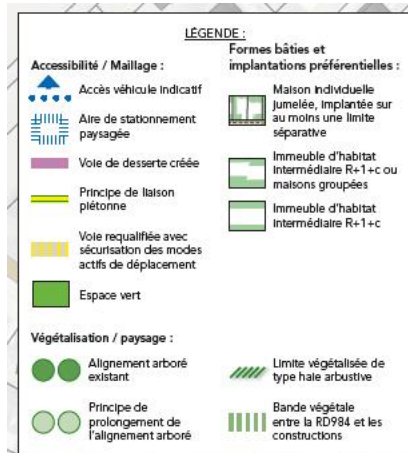 LÉGENDE :
Accessibilité / Maillage :
Accès véhicule indicatif
Aire de stationnement
paysagée
Voie de desserte créée
Principe de liaison
piétonne
Voie requalifiée avec
sécurisation des modes
actifs de déplacement
Espace vert
Formes bâties et
implantations préférentielles :
Maison individuelle
jumelée, implantée sur
au moins une limite
séparative
Immeuble d'habitat
intermédiaire R+1+c ou
maisons groupées
Immeuble d'habitat
intermédiaire R+1+c
Végétalisation / paysage :
Alignement arboré
existant
Principe de
prolongement de
l'alignement arboré
Limite végétalisée de
type haie arbustive
Bande végétale
entre la RD984 et les
constructions